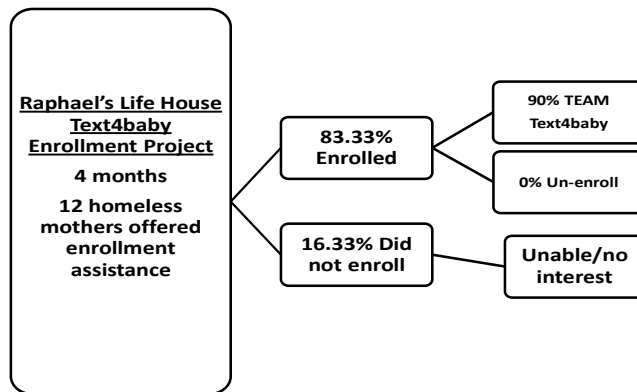 Raphael's Life House
Text4baby
Enrollment Project
4 months
12 homeless
mothers offered
enrollment
assistance
83.33%
Enrolled
90% TEAM
Text4baby
0% Un-enroll
16.33% Did
not enroll
Unable/no
interest